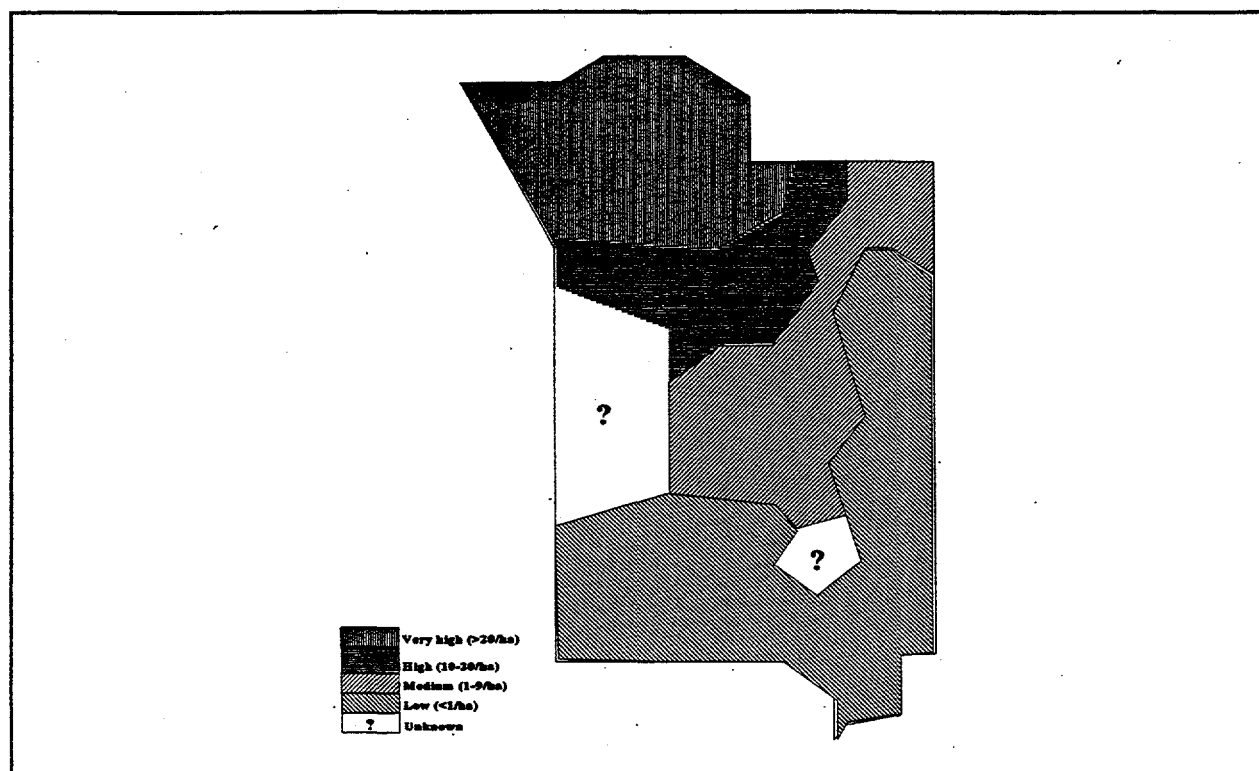 ?
?
Very high (>20/ha)
High (10-20/ha)
Medium (1-9/ha)
Low (<1/ha)
? Unknown